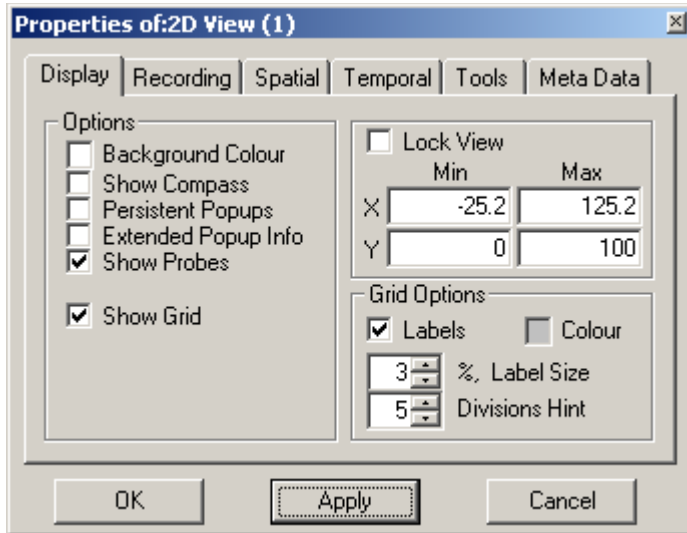 Properties of:2D View (1)
Display Recording Spatial Temporal Tools Meta Data
Options
Background Colour
Show Compass
Persistent Popups
Extended Popup Info
Show Probes
Show Grid
Lock View
Min Max
X -25.2 125.2
Y 0 100
Grid Options
Labels Colour
3 %, Label Size
5 Divisions Hint
OK Apply Cancel